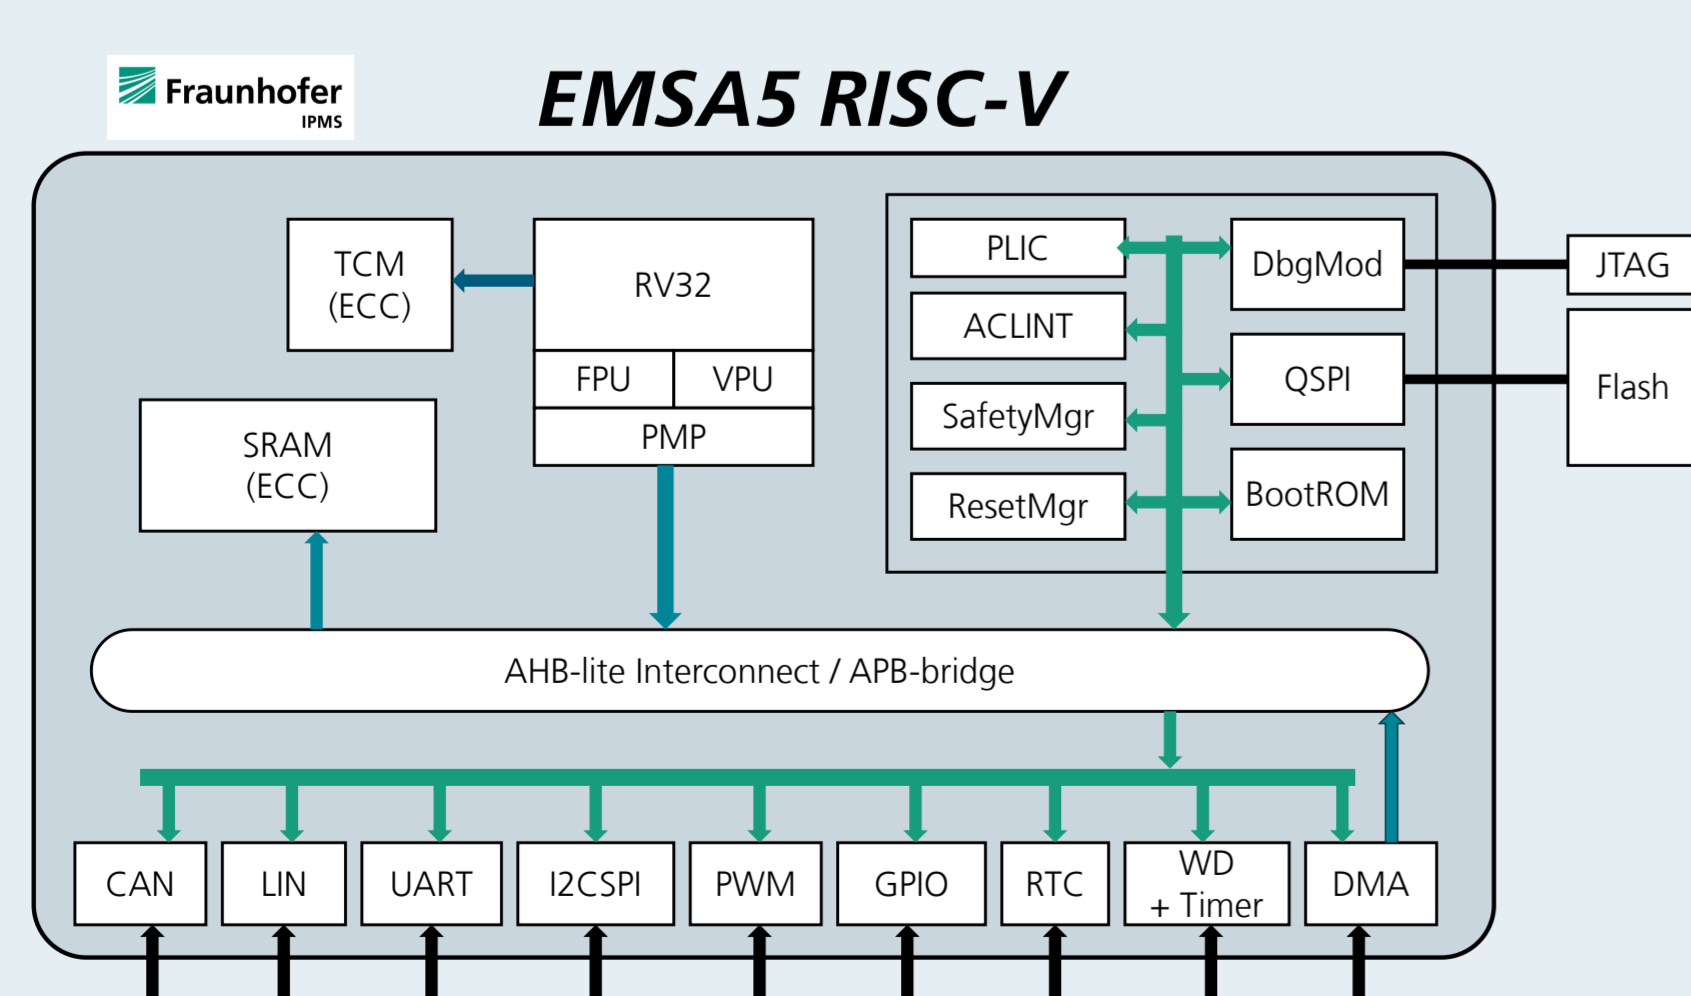 Fraunhofer
IPMS
EMSA5 RISC-V
TCM
(ECC)
RV32
FPU
VPU
PMP
SRAM
(ECC)
PLIC
ACLINT
SafetyMgr
ResetMgr
DbgMod
QSPI
BootROM
JTAG
Flash
AHB-lite Interconnect / APB-bridge
CAN
LIN
UART
I2CSPI
PWM
GPIO
RTC
WD
+ Timer
DMA